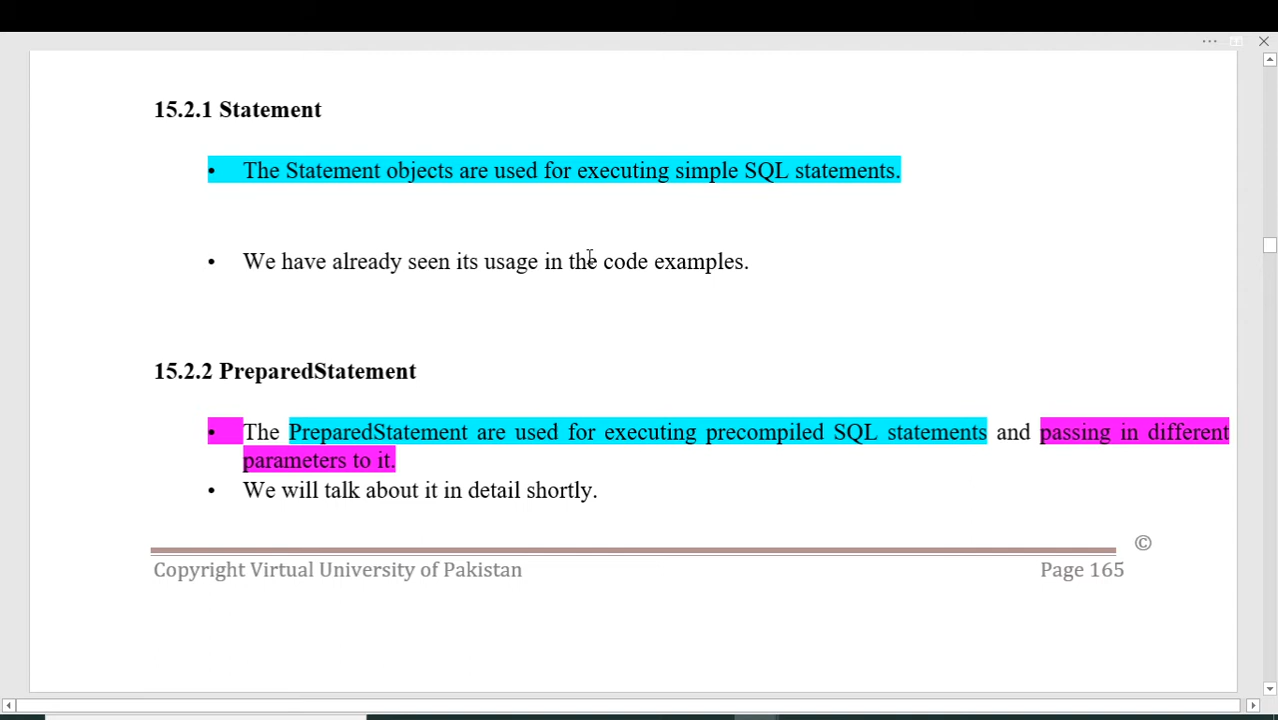 15.2.1 Statement
• The Statement objects are used for executing simple SQL statements.
• We have already seen its usage in the code examples.
15.2.2 PreparedStatement
• The PreparedStatement are used for executing precompiled SQL statements and passing in different
parameters to it.
• We will talk about it in detail shortly.
©
Copyright Virtual University of Pakistan Page 165